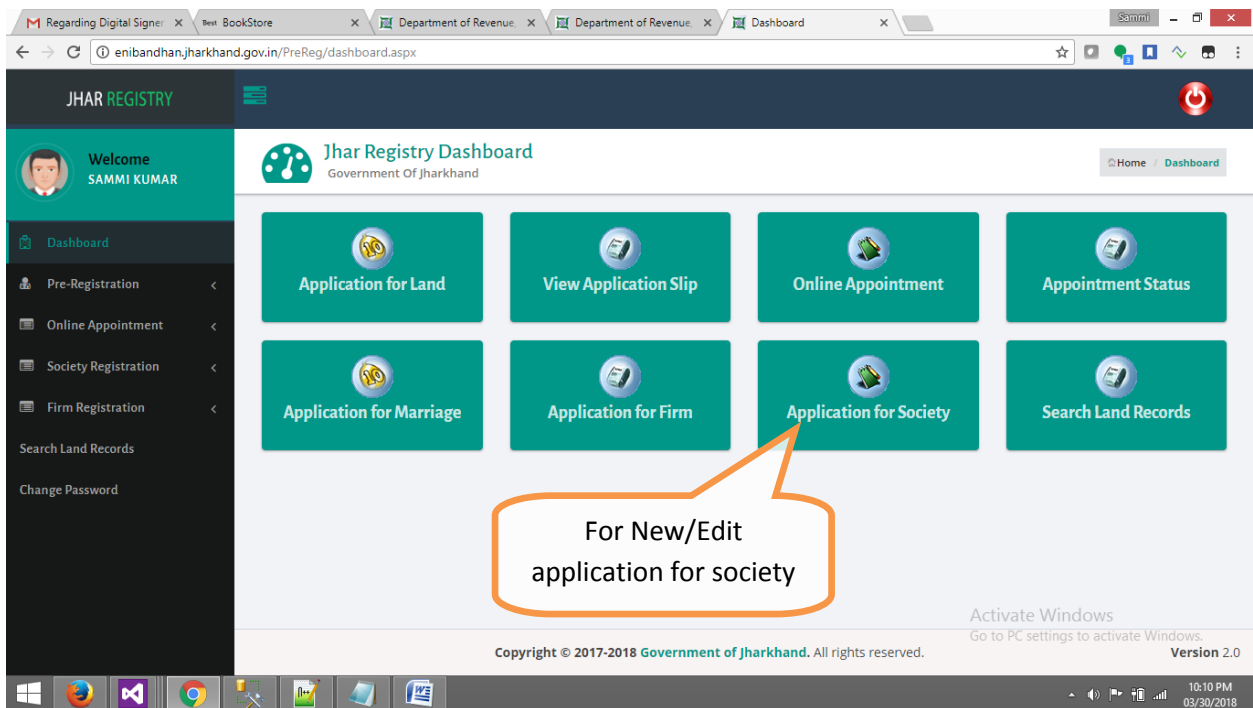 Regarding Digital Signer
Best BookStore
Department of Revenue,
Department of Revenue,
Dashboard
Sammi
enibandhan.jharkhand.gov.in/PreReg/dashboard.aspx
3
JHAR REGISTRY
Welcome
SAMMI KUMAR
Jhar Registry Dashboard
Government Of Jharkhand
Home / Dashboard
Dashboard
Pre-Registration
Online Appointment
Society Registration
Firm Registration
Search Land Records
Change Password
Application for Land
View Application Slip
Online Appointment
Appointment Status
Application for Marriage
Application for Firm
Application for Society
Search Land Records
For New/Edit
application for society
Activate Windows
Go to PC settings to activate Windows.
Copyright © 2017-2018 Government of Jharkhand. All rights reserved.
Version 2.0
10:10 PM
03/30/2018